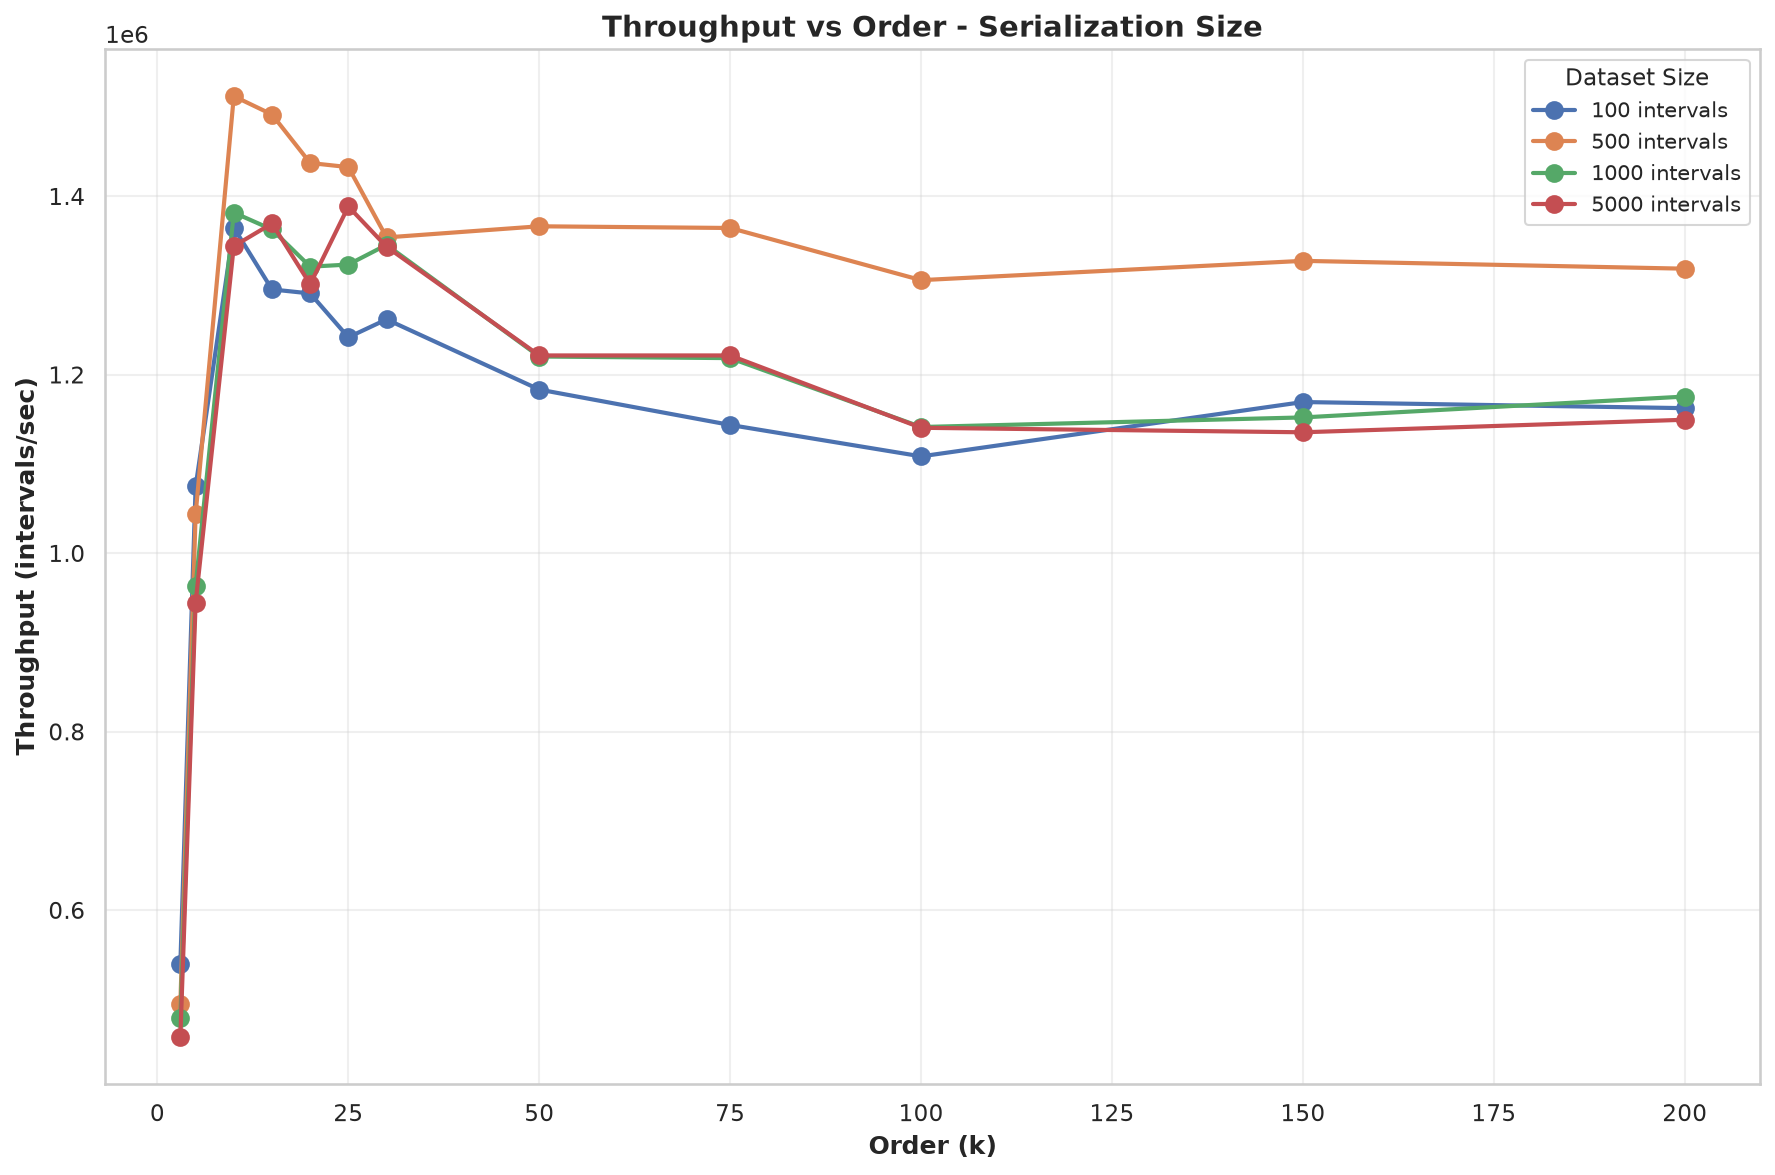 Throughput vs Order - Serialization Size
1e6
Dataset Size
100 intervals
500 intervals
1000 intervals
5000 intervals
Throughput (intervals/sec)
1.4
1.2
1.0
0.8
0.6
0 25 50 75 100 125 150 175 200
Order (k)